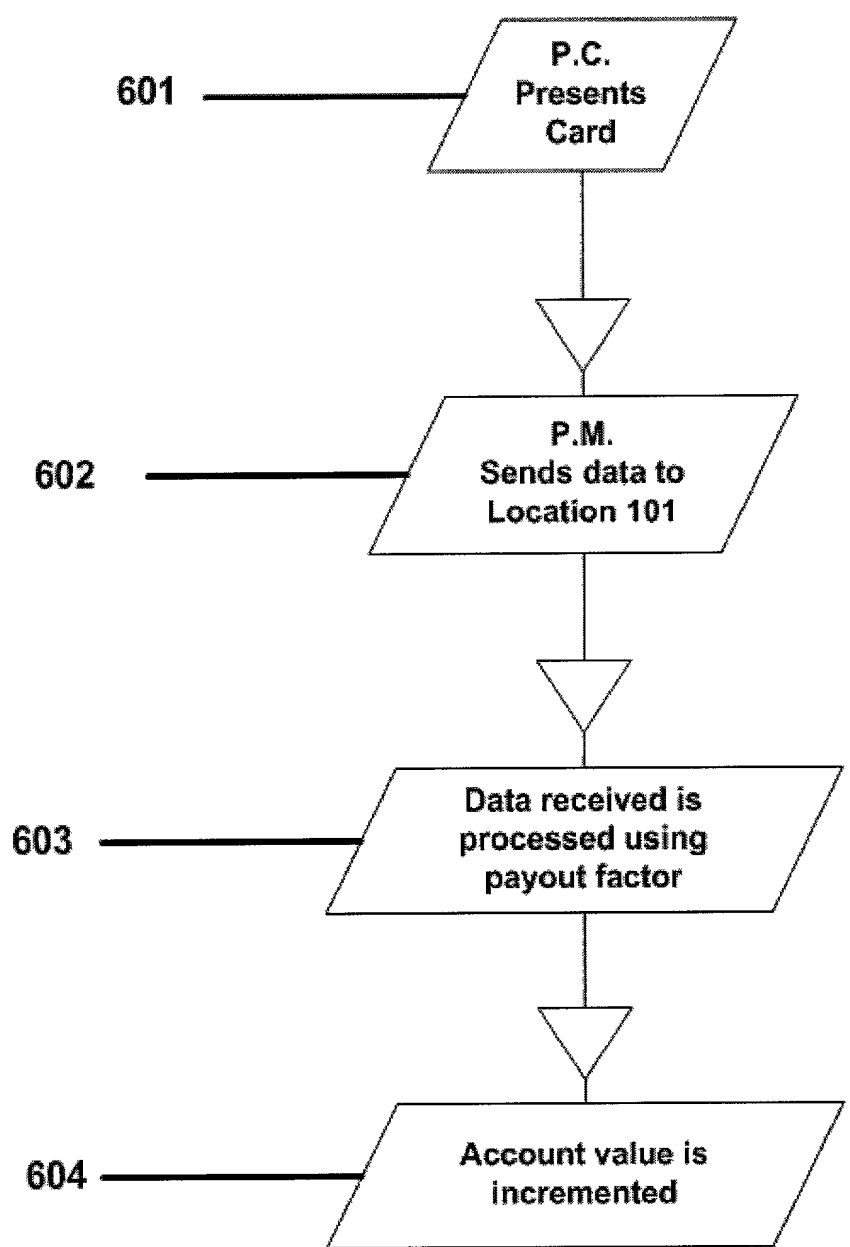 601
P.C.
Presents
Card
602
P.M.
Sends data to
Location 101
603
Data received is
processed using
payout factor
604
Account value is
incremented